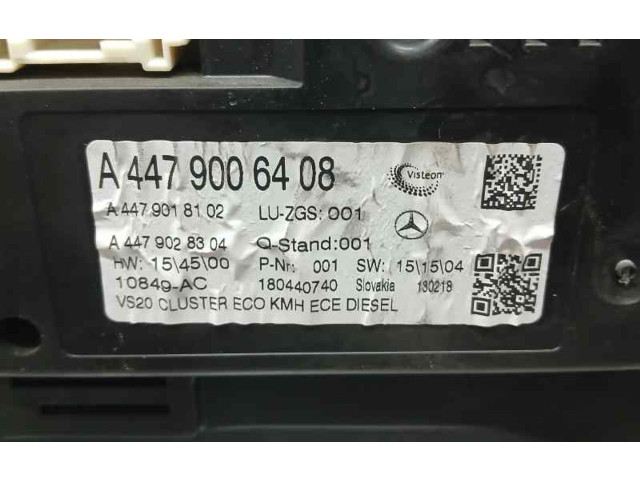 A 447 900 64 08
Visteon
A 447 901 81 02 LU-ZGS: 001
A 447 902 83 04 Q-Stand:001
HW: 15\45\00 P-Nr: 001 SW: 15\15\04
10849-AC 180440740 Slovakia 130218
VS20 CLUSTER ECO KMH ECE DIESEL